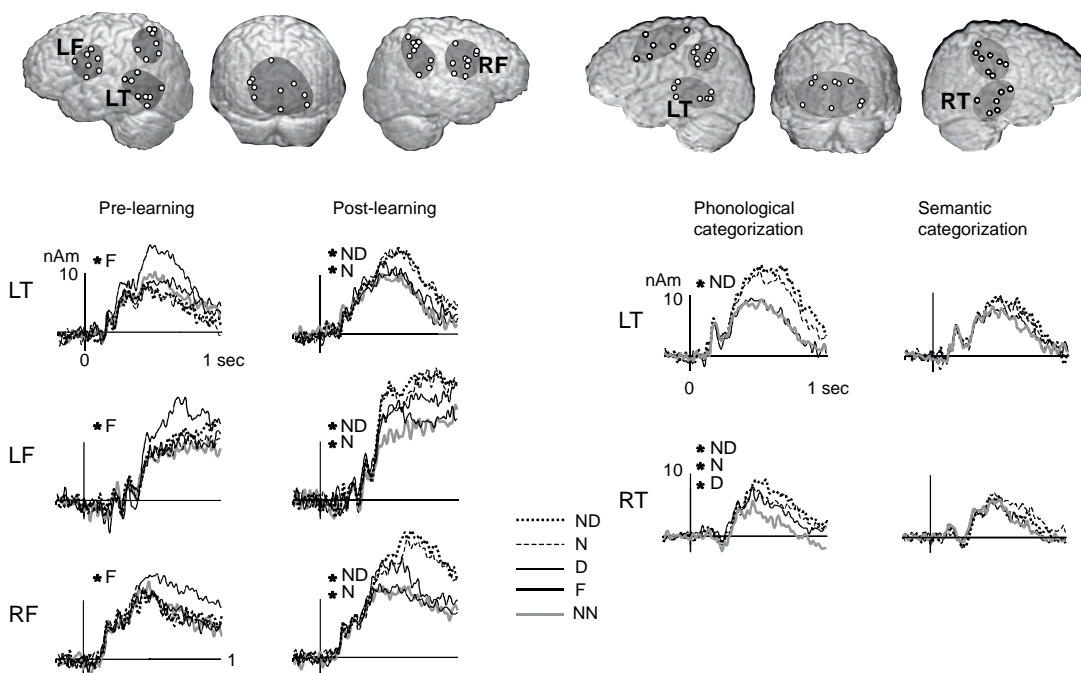 LF
LT
RF
LT
RT
Pre-learning
Post-learning
nAm
10
* F
* ND
* N
LT
0
1 sec
* F
* ND
* N
LF
* F
* ND
* N
RF
1
ND
N
D
F
NN
Phonological
categorization
Semantic
categorization
nAm
10
* ND
LT
0
1 sec
* ND
* N
* D
10
RT